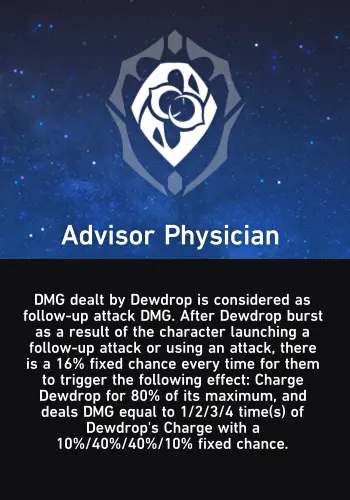 Advisor Physician
DMG dealt by Dewdrop is considered as
follow-up attack DMG. After Dewdrop burst
as a result of the character launching a
follow-up attack or using an attack, there
is a 16% fixed chance every time for them
to trigger the following effect: Charge
Dewdrop for 80% of its maximum, and
deals DMG equal to 1/2/3/4 time(s) of
Dewdrop's Charge with a
10%/40%/40%/10% fixed chance.